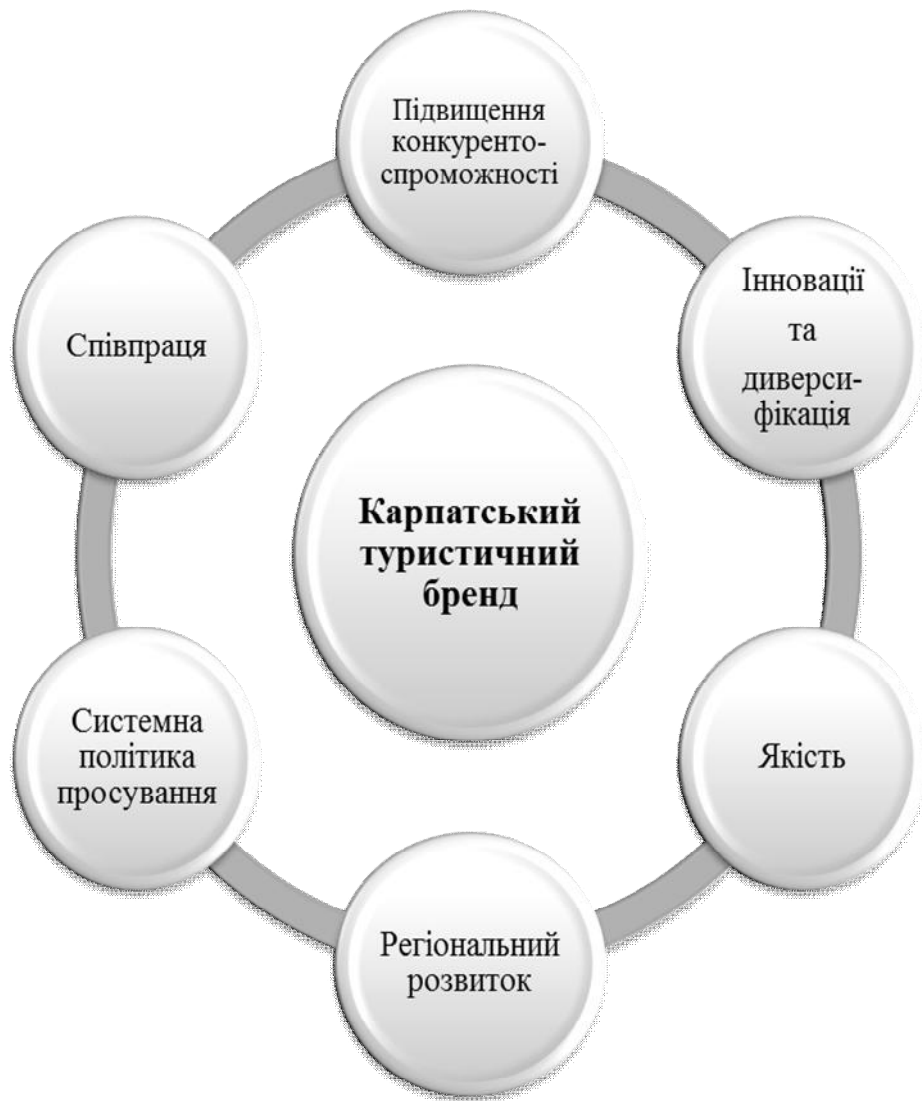 Підвищення
конкуренто-
спроможності
Інновації
та
диверси-
фікація
Співпраця
Карпатський
туристичний
бренд
Системна
політика
просування
Якість
Регіональний
розвиток